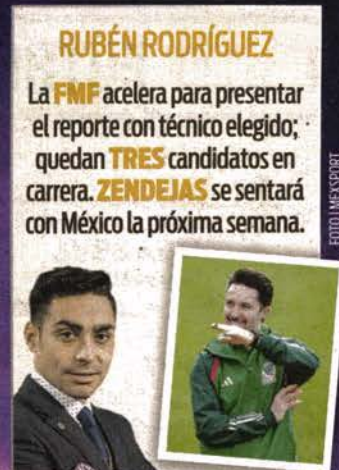 RUBÉN RODRÍGUEZ
La FMF acelera para presentar
el reporte con técnico elegido;
quedan TRES candidatos en
carrera. ZENDEJAS se sentará
con México la próxima semana.
FOTO | MEXSPORT